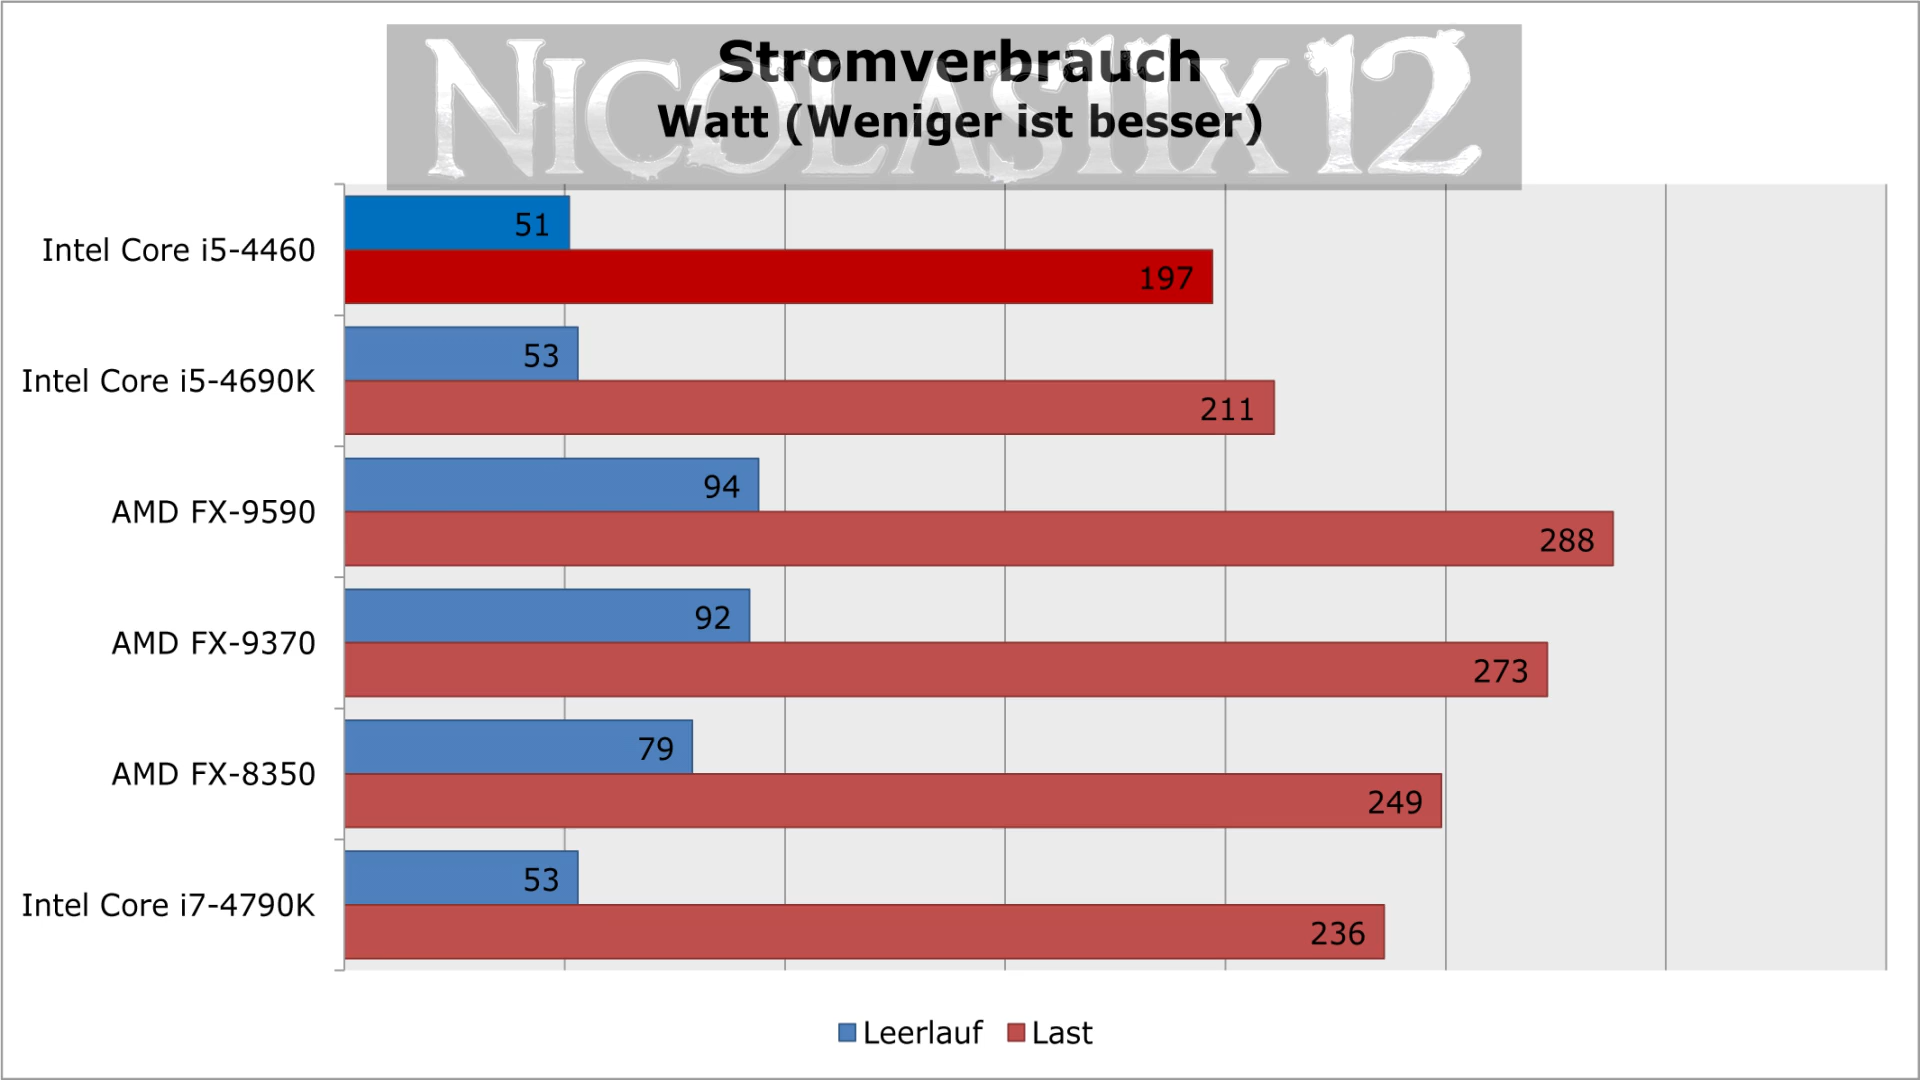 Stromverbrauch
Watt (Weniger ist besser)
NICOLAS11X12
Intel Core i5-4460
51
197
Intel Core i5-4690K
53
211
AMD FX-9590
94
288
AMD FX-9370
92
273
AMD FX-8350
79
249
Intel Core i7-4790K
53
236
Leerlauf
Last